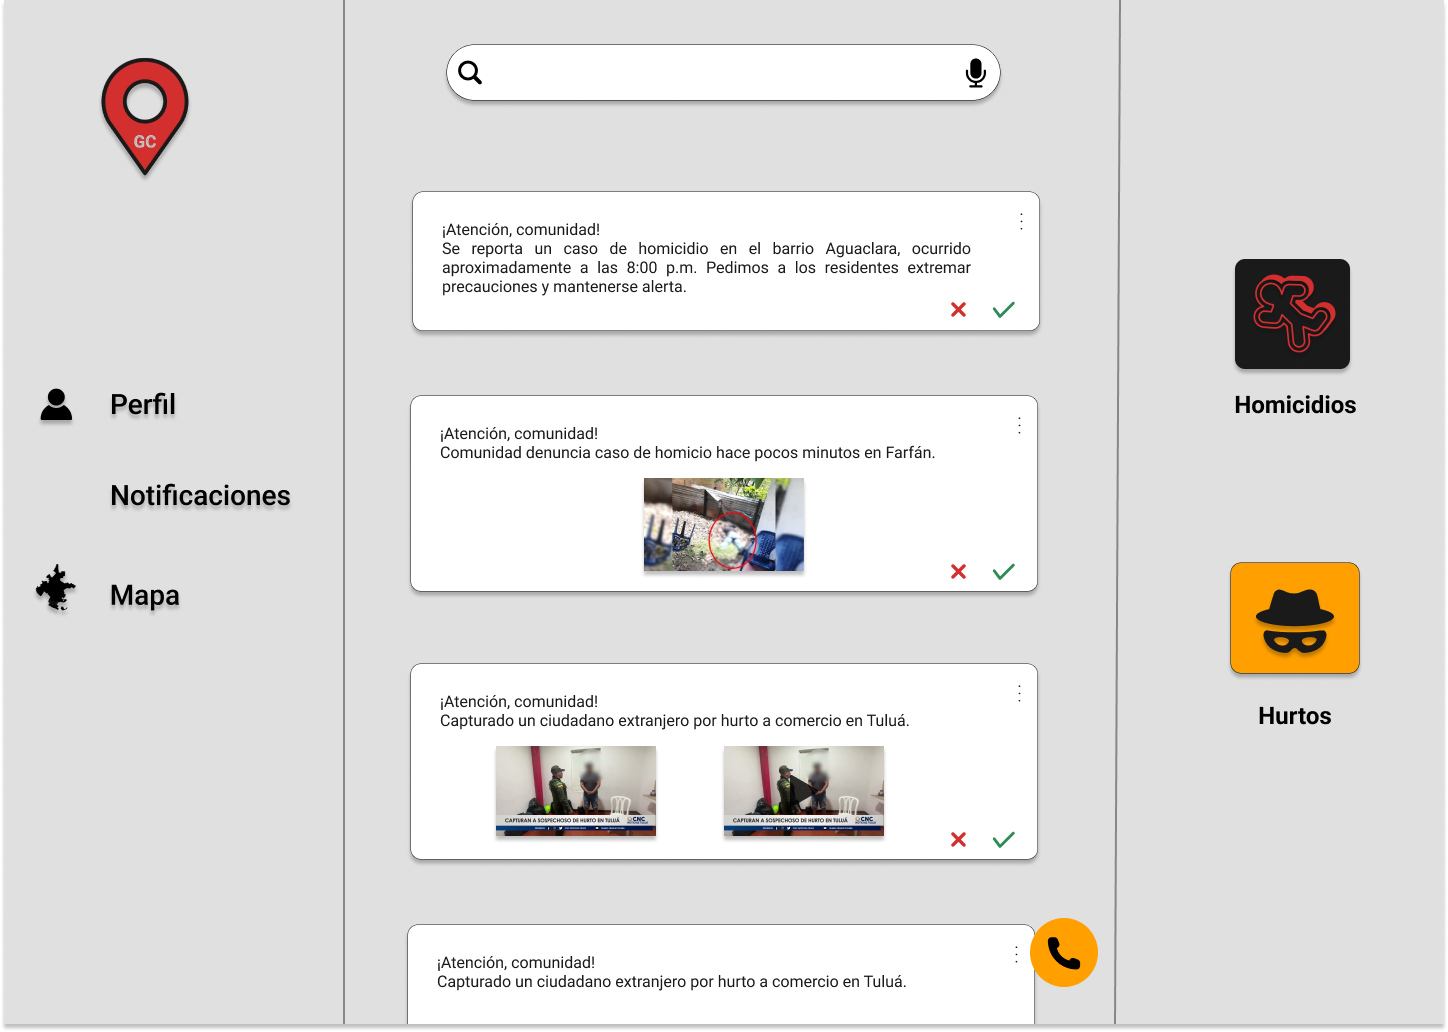 GC
Perfil
Notificaciones
Mapa
¡Atención, comunidad!
Se reporta un caso de homicidio en el barrio Aguaclara, ocurrido
aproximadamente a las 8:00 p.m. Pedimos a los residentes extremar
precauciones y mantenerse alerta.
¡Atención, comunidad!
Comunidad denuncia caso de homicio hace pocos minutos en Farfán.
¡Atención, comunidad!
Capturado un ciudadano extranjero por hurto a comercio en Tuluá.
CAPTURAN A SOSPECHOSO DE HURTO EN TULUÁ
CNC
CAPTURAN A SOSPECHOSO DE HURTO EN TULUÁ
CNC
¡Atención, comunidad!
Capturado un ciudadano extranjero por hurto a comercio en Tuluá.
Homicidios
Hurtos